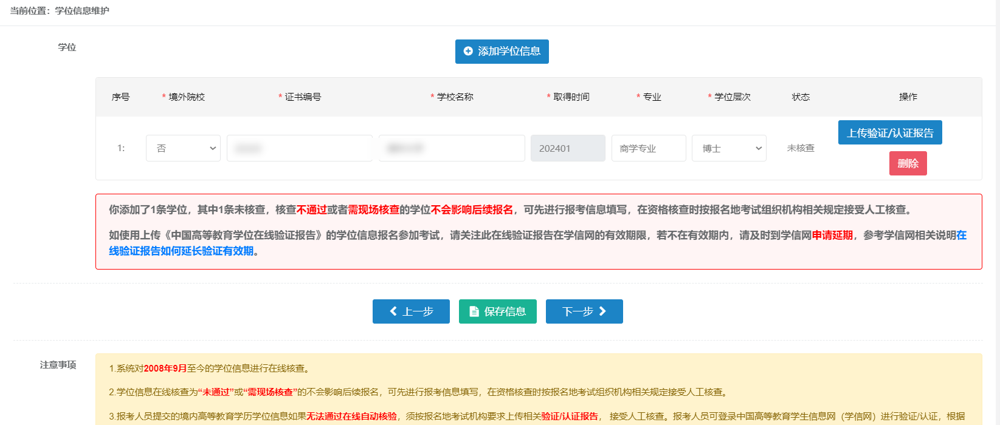 当前位置：学位信息维护
学位
添加学位信息
序号 * 境外院校 * 证书编号 * 学校名称 * 取得时间 * 专业 * 学位层次 状态 操作
1: 否 202401 商学专业 博士 未核查 上传验证/认证报告
删除
你添加了1条学位，其中1条未核查，核查不通过或者需现场核查的学位不会影响后续报名，可先进行报考信息填写，在资格核查时按报名地考试组织机构相关规定接受人工核查。
如使用上传《中国高等教育学位在线验证报告》的学位信息报名参加考试，请关注此在线验证报告在学信网的有效期限，若不在有效期内，请及时到学信网申请延期，参考学信网相关说明在
线验证报告如何延长验证有效期。
上一步 保存信息 下一步
注意事项
1.系统对2008年9月至今的学位信息进行在线核查。
2.学位信息在线核查为“未通过”或“需现场核查”的不会影响后续报名，可先进行报考信息填写，在资格核查时按报名地考试组织机构相关规定接受人工核查。
3.报考人员提交的境内高等教育学历学位信息如果无法通过在线自动核验，须按报名地考试机构要求上传相关验证/认证报告， 接受人工核查。报考人员可登录中国高等教育学生信息网（学信网）进行验证/认证，根据